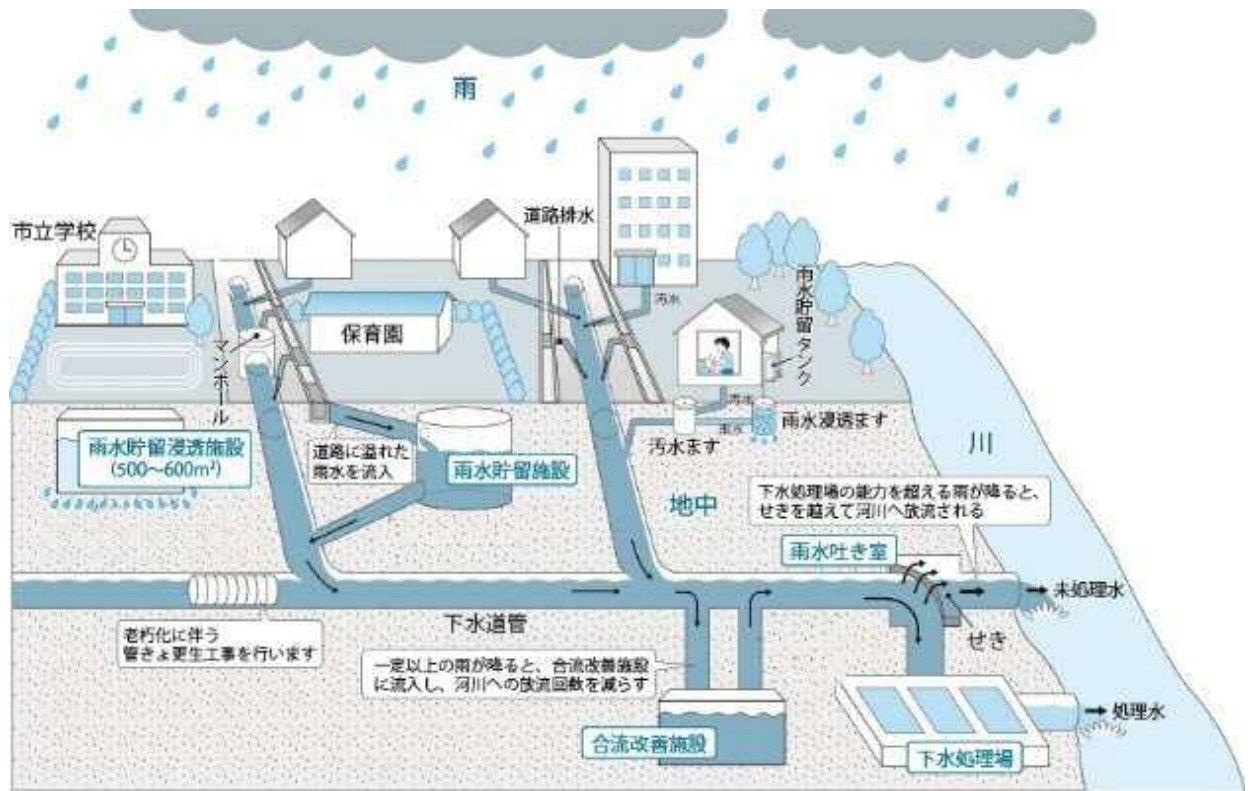 雨
市立学校
道路排水
汚水
雨水貯留タンク
保育園
マンホール
汚水
雨水
雨水浸透ます
汚水ます
川
雨水貯留浸透施設
(500～600m³)
道路に溢れた
雨水を流入
雨水貯留施設
地中
下水処理場の能力を超える雨が降ると、
せきを越えて河川へ放流される
雨水吐き室
未処理水
せき
下水道管
老朽化に伴う
管きょ更生工事を行います
一定以上の雨が降ると、合流改善施設
に流入し、河川への放流回数を減らす
合流改善施設
処理水
下水処理場